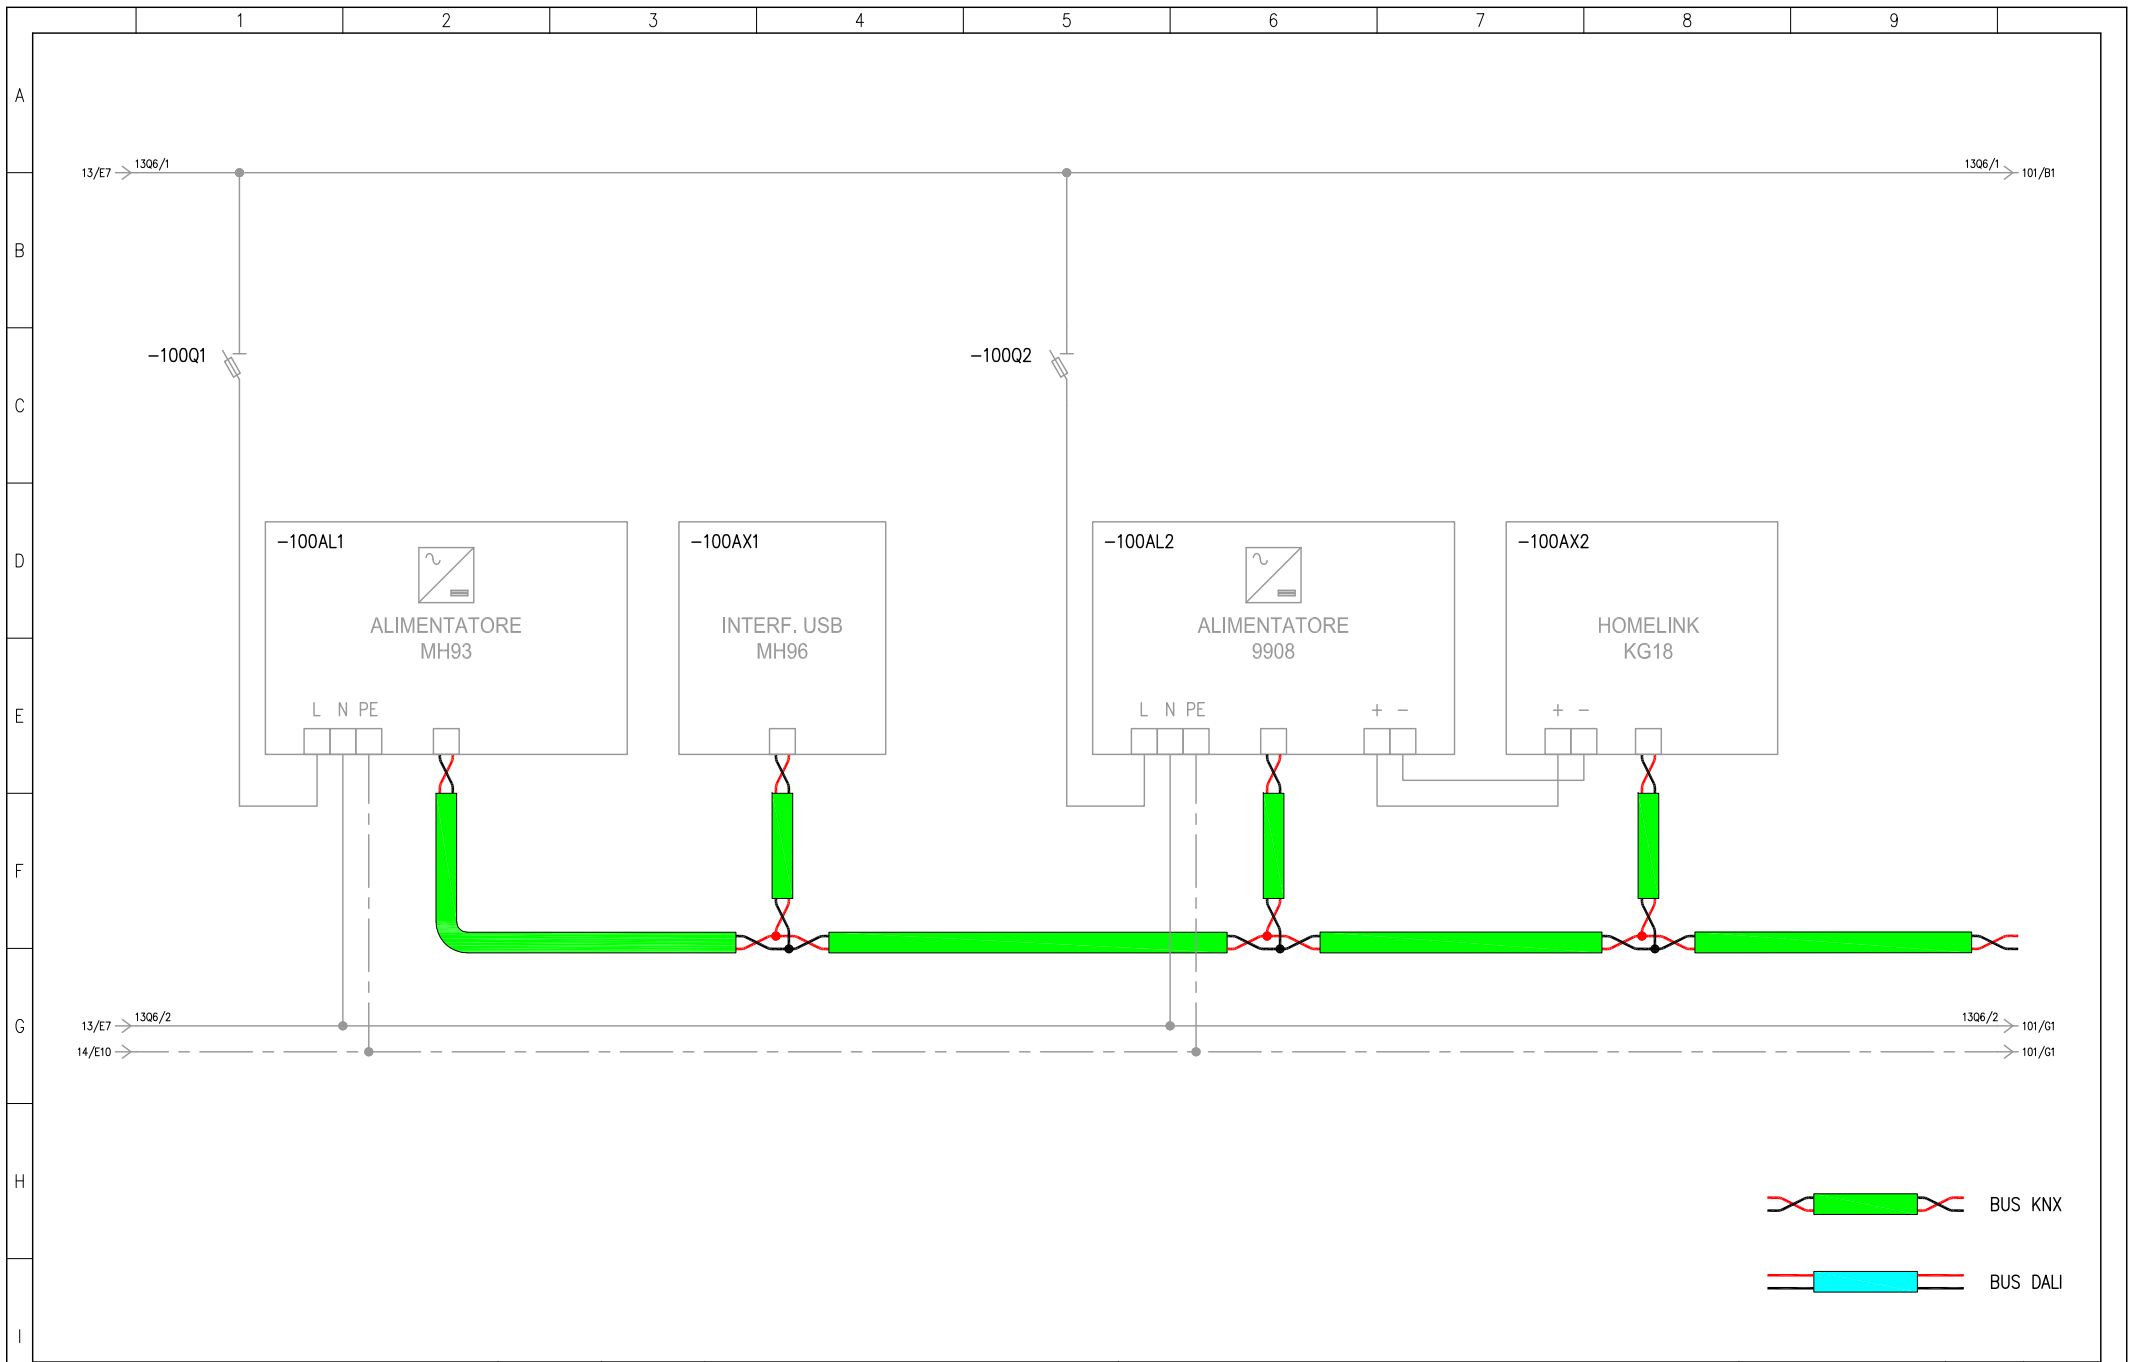 1 2 3 4 5 6 7 8 9
A
13/E7 13Q6/1 13Q6/1 101/B1
B
-100Q1 -100Q2
C
-100AL1 -100AX1 -100AL2 -100AX2
D
ALIMENTATORE INTERF. USB ALIMENTATORE HOMELINK
MH93 MH96 9908 KG18
E
L N PE L N PE + - + -
F
G
13/E7 13Q6/2 13Q6/2 101/G1
14/E10 101/G1
H
BUS KNX
BUS DALI
I